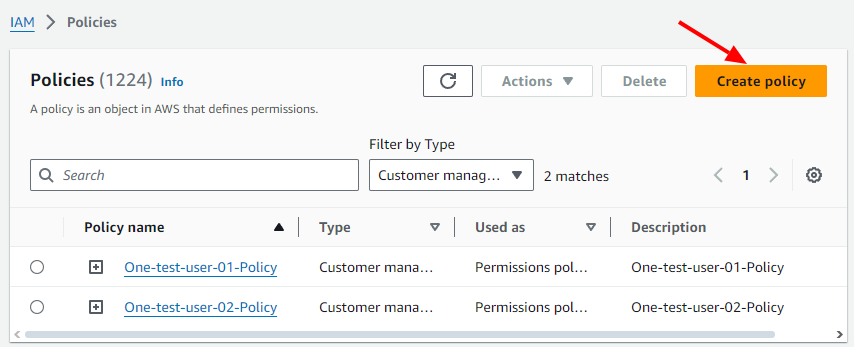 IAM > Policies
Policies (1224) Info
Actions Delete Create policy
A policy is an object in AWS that defines permissions.
Filter by Type
Search Customer manag... 2 matches 1
Policy name Type Used as Description
One-test-user-01-Policy Customer mana... Permissions pol... One-test-user-01-Policy
One-test-user-02-Policy Customer mana... Permissions pol... One-test-user-02-Policy